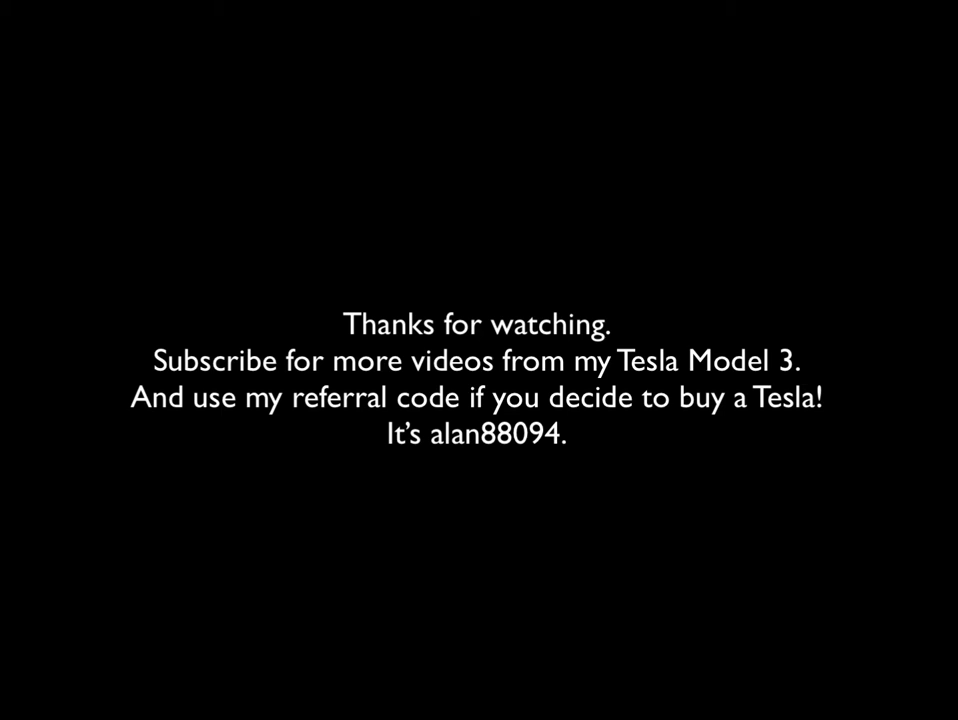 Thanks for watching.
Subscribe for more videos from my Tesla Model 3.
And use my referral code if you decide to buy a Tesla!
It’s alan88094.